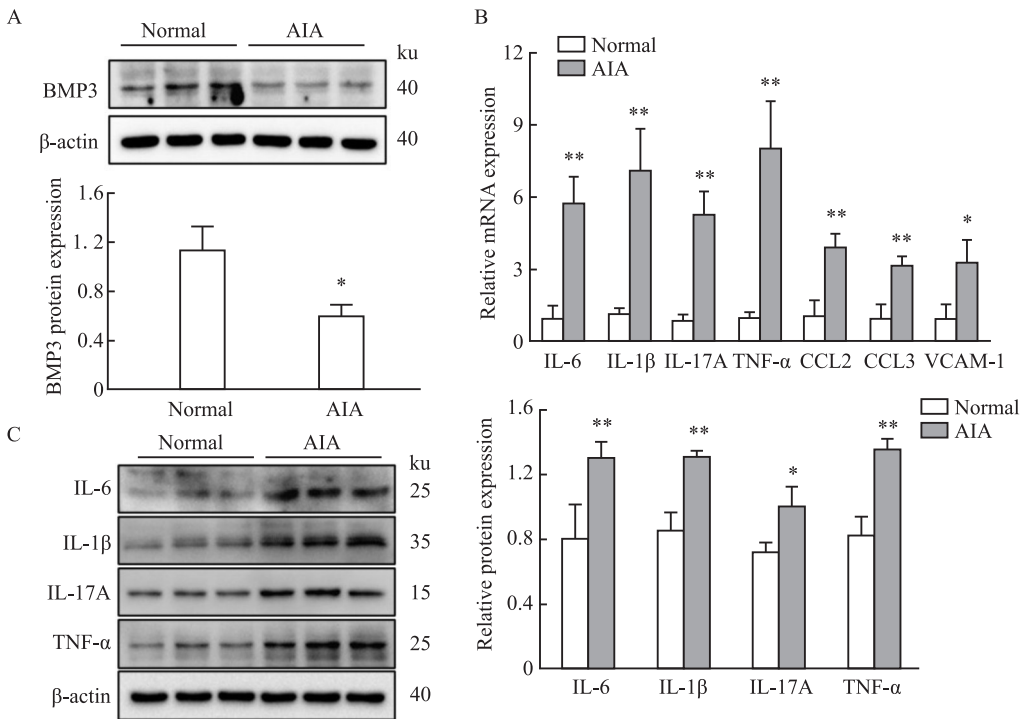 A
Normal AIA
ku
BMP3 40
β-actin 40
BMP3 protein expression
1.6
1.2
0.8
0.4
0
*
Normal AIA
B
Relative mRNA expression
Normal
AIA
12
9
6
3
0
** ** ** ** ** ** *
IL-6 IL-1β IL-17A TNF-α CCL2 CCL3 VCAM-1
C
Normal AIA
ku
IL-6 25
IL-1β 35
IL-17A 15
TNF-α 25
β-actin 40
Relative protein expression
Normal
AIA
1.6
1.2
0.8
0.4
0
** ** * **
IL-6 IL-1β IL-17A TNF-α